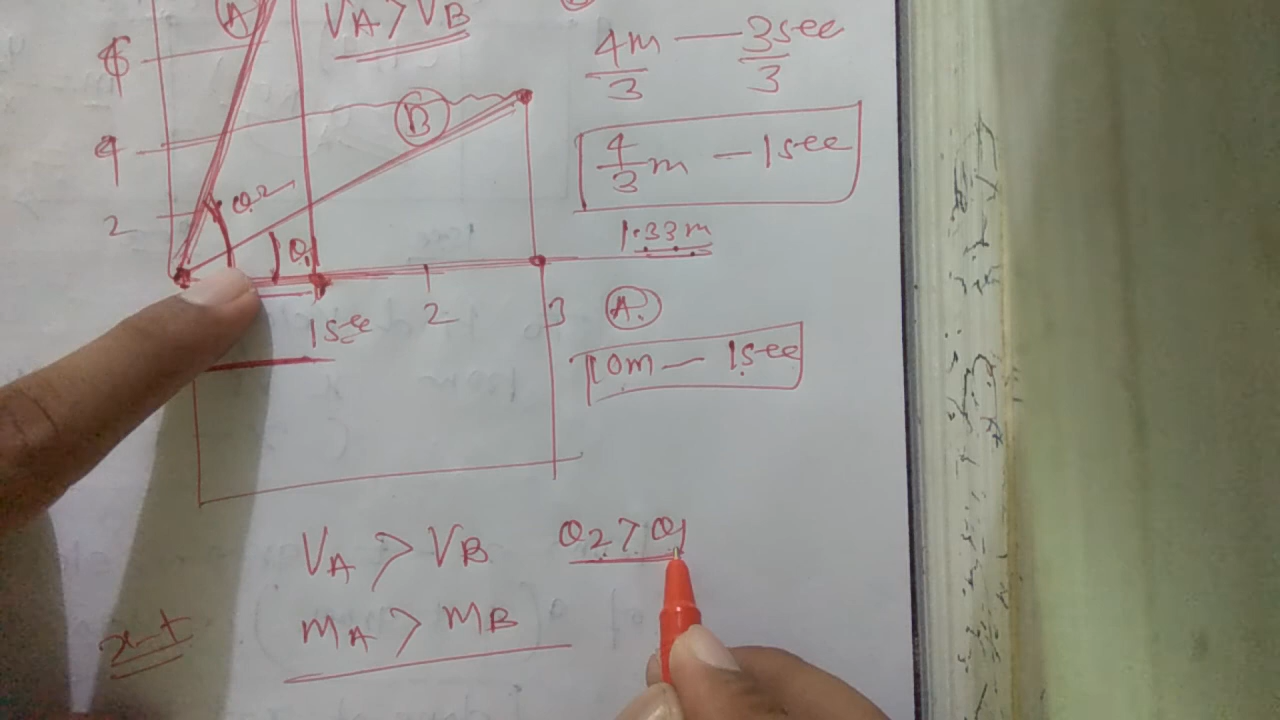 A
VA > VB
6
4m — 3sec
3 3
B
4
4/3 m — 1sec
θ2
2
1.33m
θ1
1sec 2 3
A.
10m — 1sec
VA > VB θ2 > θ1
mA > mB
x-t